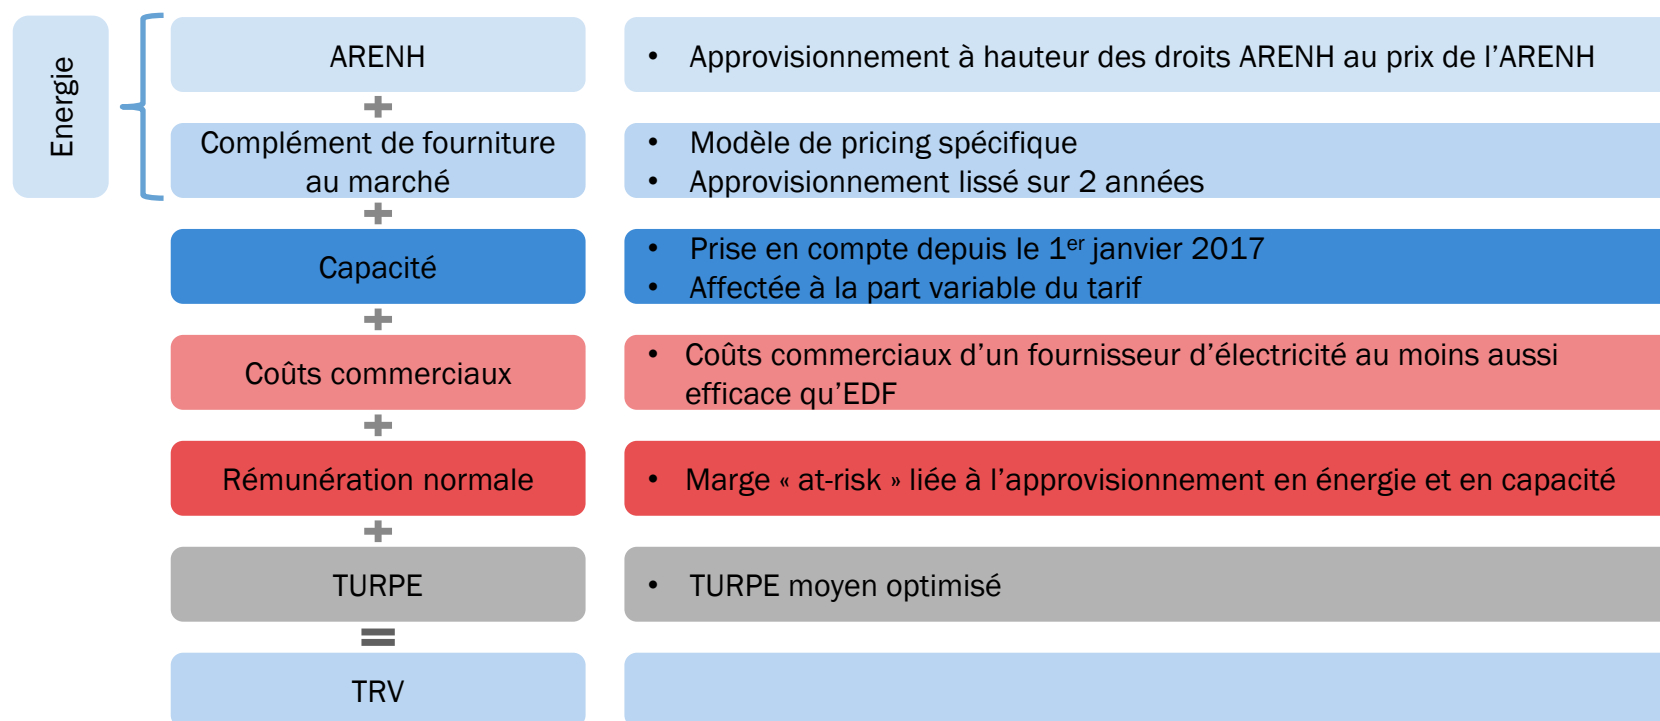 Energie
ARENH
• Approvisionnement à hauteur des droits ARENH au prix de l’ARENH
+
Complément de fourniture
au marché
• Modèle de pricing spécifique
• Approvisionnement lissé sur 2 années
+
Capacité
• Prise en compte depuis le 1er janvier 2017
• Affectée à la part variable du tarif
+
Coûts commerciaux
• Coûts commerciaux d’un fournisseur d’électricité au moins aussi
efficace qu’EDF
+
Rémunération normale
• Marge « at-risk » liée à l’approvisionnement en énergie et en capacité
+
TURPE
• TURPE moyen optimisé
=
TRV